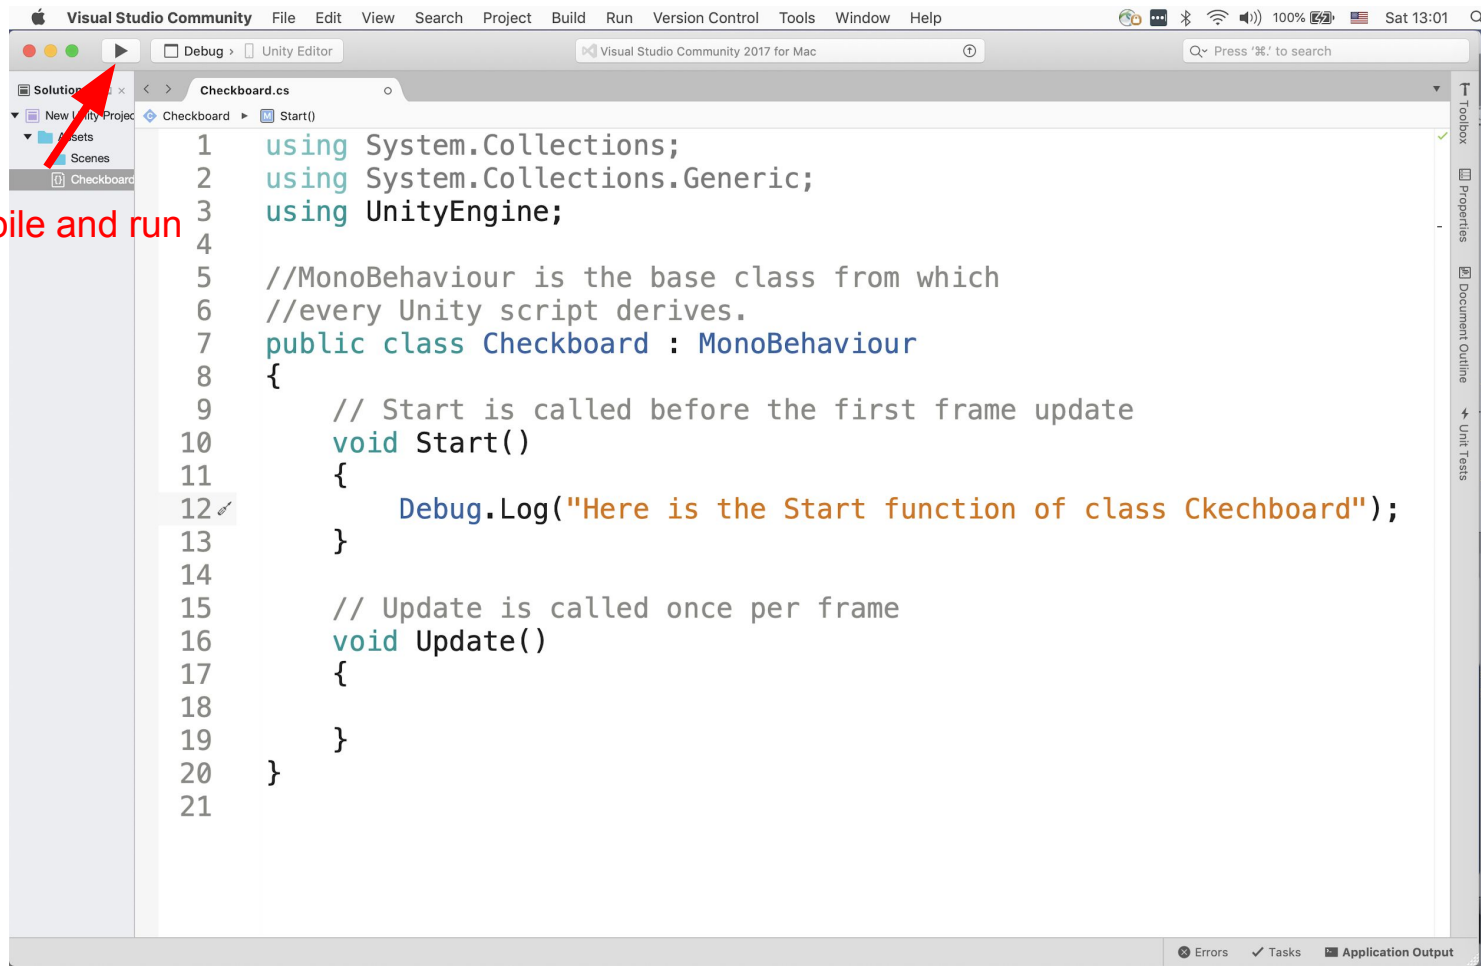 Visual Studio Community File Edit View Search Project Build Run Version Control Tools Window Help 100% Sat 13:01
Debug › Unity Editor Visual Studio Community 2017 for Mac Press '⌘.' to search
Solution
Checkboard.cs
New Unity Projec
Checkboard ▸ M Start()
Assets
Scenes
Checkboard
pile and run
1 using System.Collections;
2 using System.Collections.Generic;
3 using UnityEngine;
4
5 //MonoBehaviour is the base class from which
6 //every Unity script derives.
7 public class Checkboard : MonoBehaviour
8 {
9 // Start is called before the first frame update
10 void Start()
11 {
12 Debug.Log("Here is the Start function of class Ckechboard");
13 }
14
15 // Update is called once per frame
16 void Update()
17 {
18
19 }
20 }
21
Toolbox
Properties
Document Outline
Unit Tests
Errors Tasks Application Output